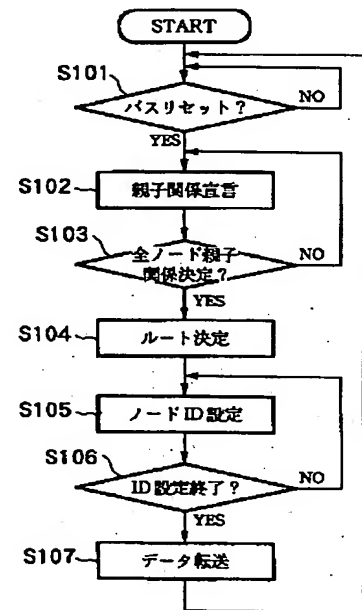 START
S101
バスリセット？
NO
YES
S102
親子関係宣言
S103
全ノード親子
関係決定？
NO
YES
S104
ルート決定
S105
ノードID設定
S106
ID設定終了？
NO
YES
S107
データ転送